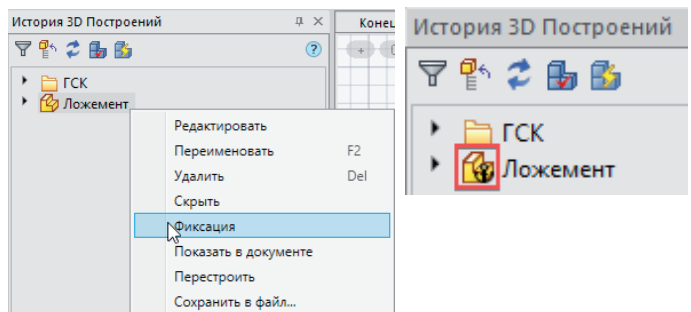 История 3D Построений
Конец
ГСК
Ложемент
Редактировать
Переименовать F2
Удалить Del
Скрыть
Фиксация
Показать в документе
Перестроить
Сохранить в файл...
История 3D Построений
ГСК
Ложемент